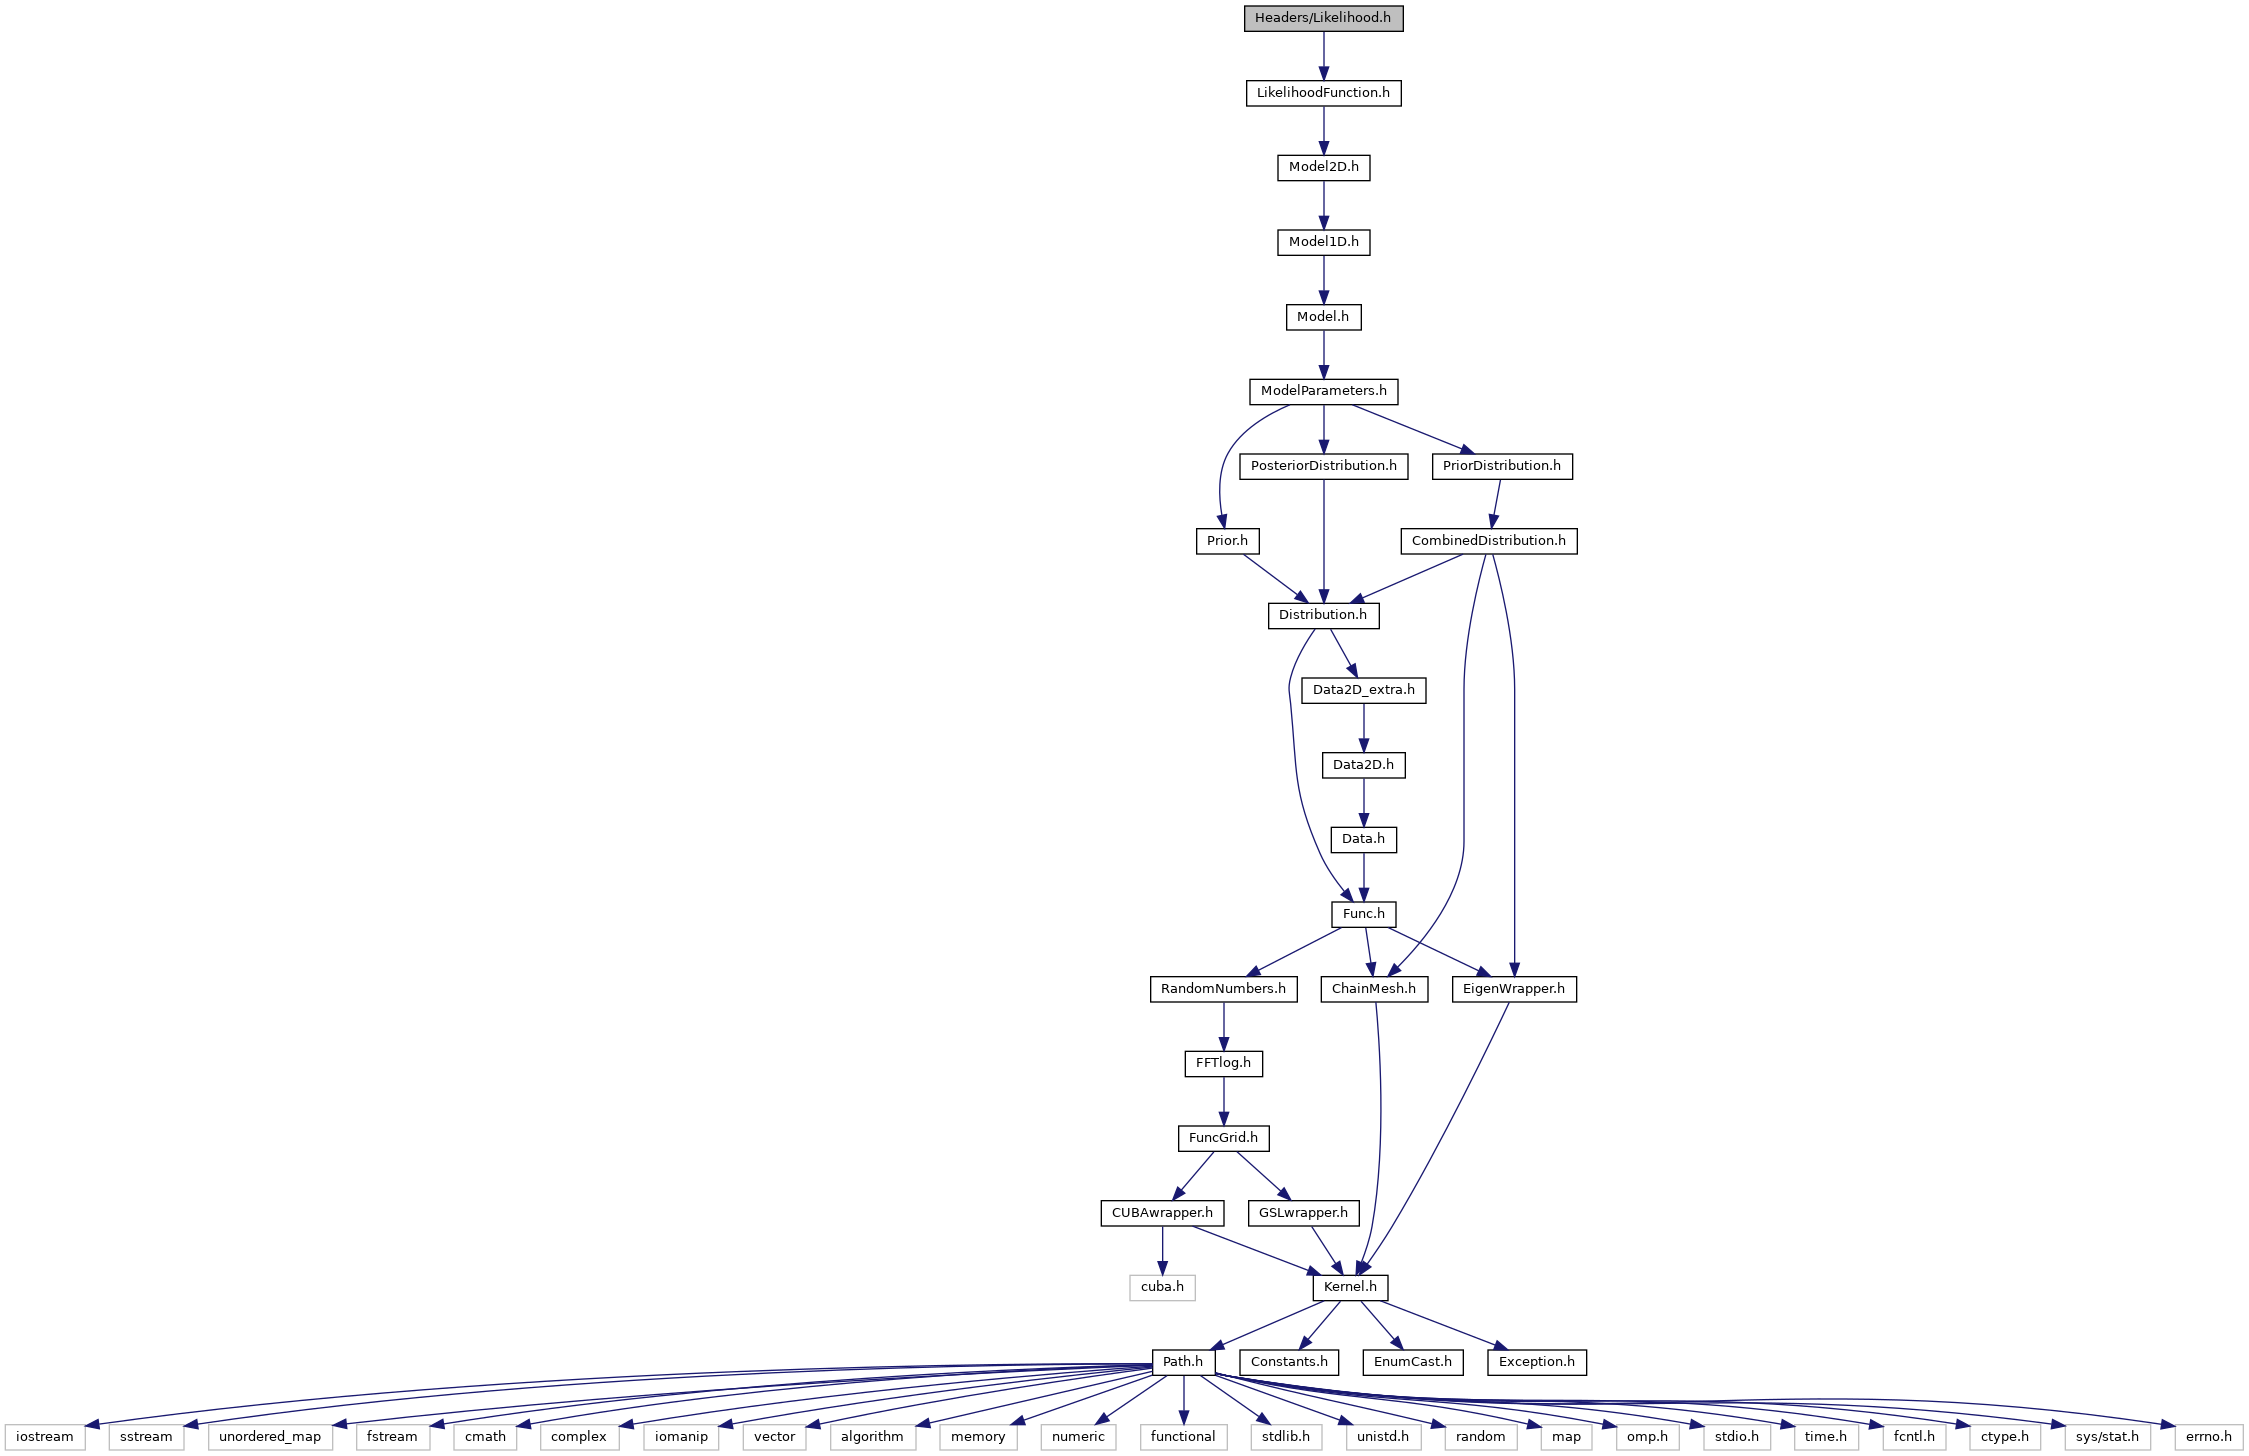 Headers/Likelihood.h
LikelihoodFunction.h
Model2D.h
Model1D.h
Model.h
ModelParameters.h
PosteriorDistribution.h
PriorDistribution.h
Prior.h
CombinedDistribution.h
Distribution.h
Data2D_extra.h
Data2D.h
Data.h
Func.h
RandomNumbers.h
ChainMesh.h
EigenWrapper.h
FFTlog.h
FuncGrid.h
CUBAwrapper.h
GSLwrapper.h
cuba.h
Kernel.h
Path.h
Constants.h
EnumCast.h
Exception.h
iostream
sstream
unordered_map
fstream
cmath
complex
iomanip
vector
algorithm
memory
numeric
functional
stdlib.h
unistd.h
random
map
omp.h
stdio.h
time.h
fcntl.h
ctype.h
sys/stat.h
errno.h